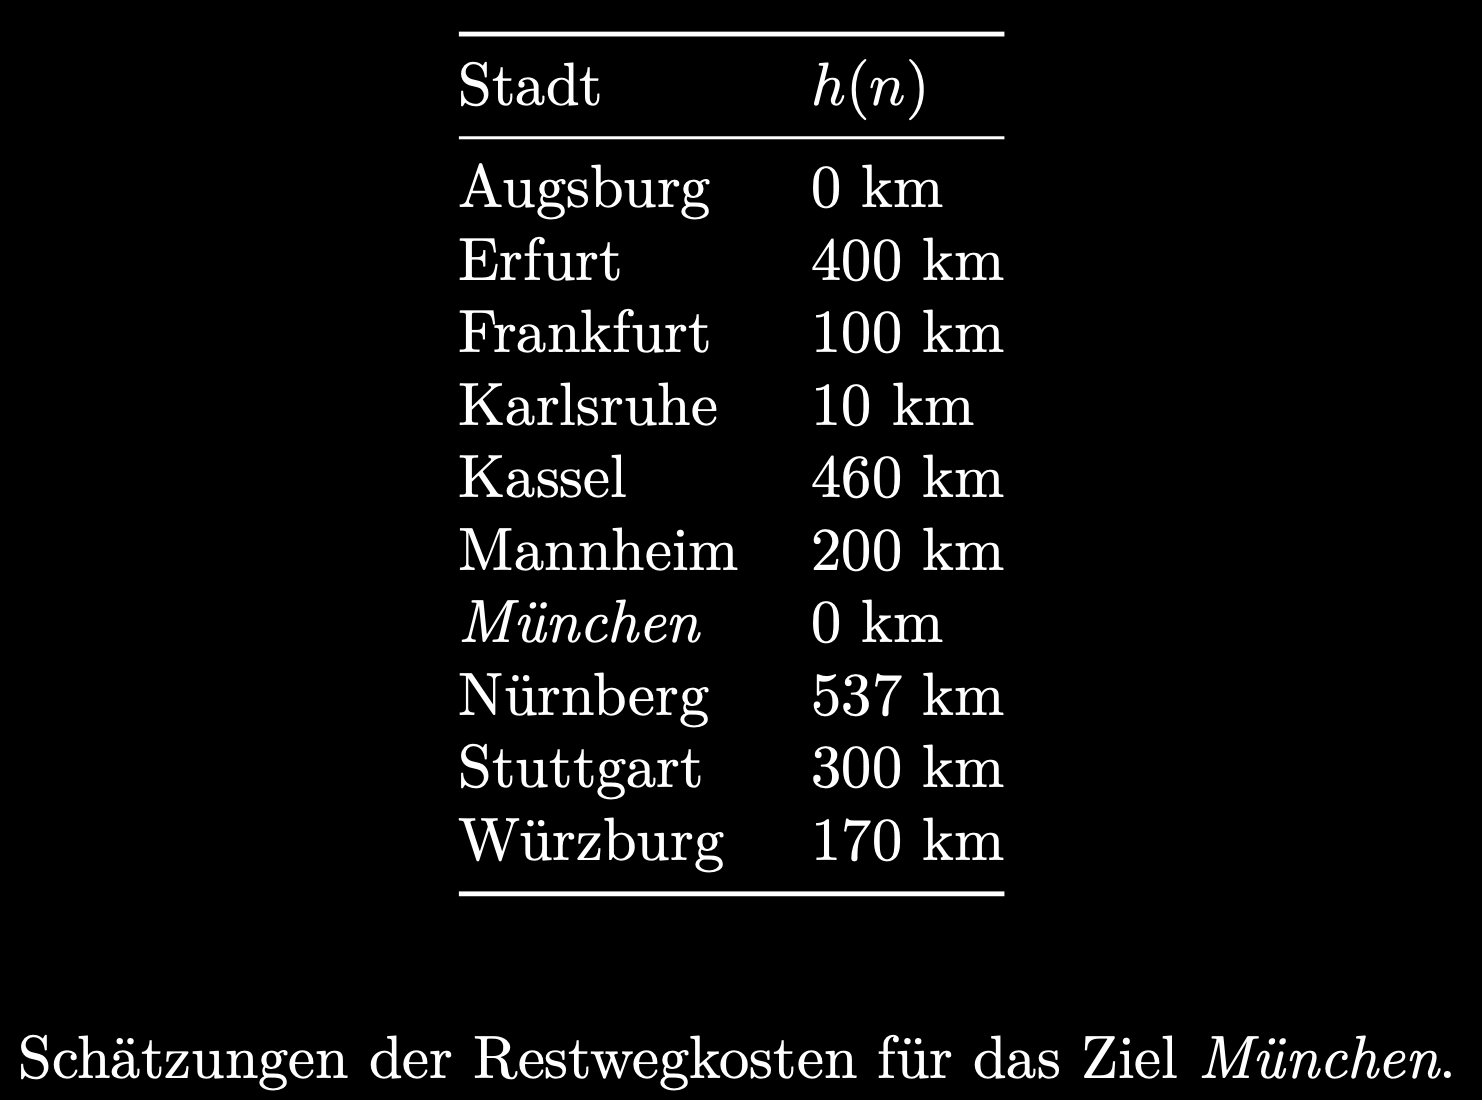 Stadt h(n)
Augsburg 0 km
Erfurt 400 km
Frankfurt 100 km
Karlsruhe 10 km
Kassel 460 km
Mannheim 200 km
München 0 km
Nürnberg 537 km
Stuttgart 300 km
Würzburg 170 km
Schätzungen der Restwegkosten für das Ziel München.